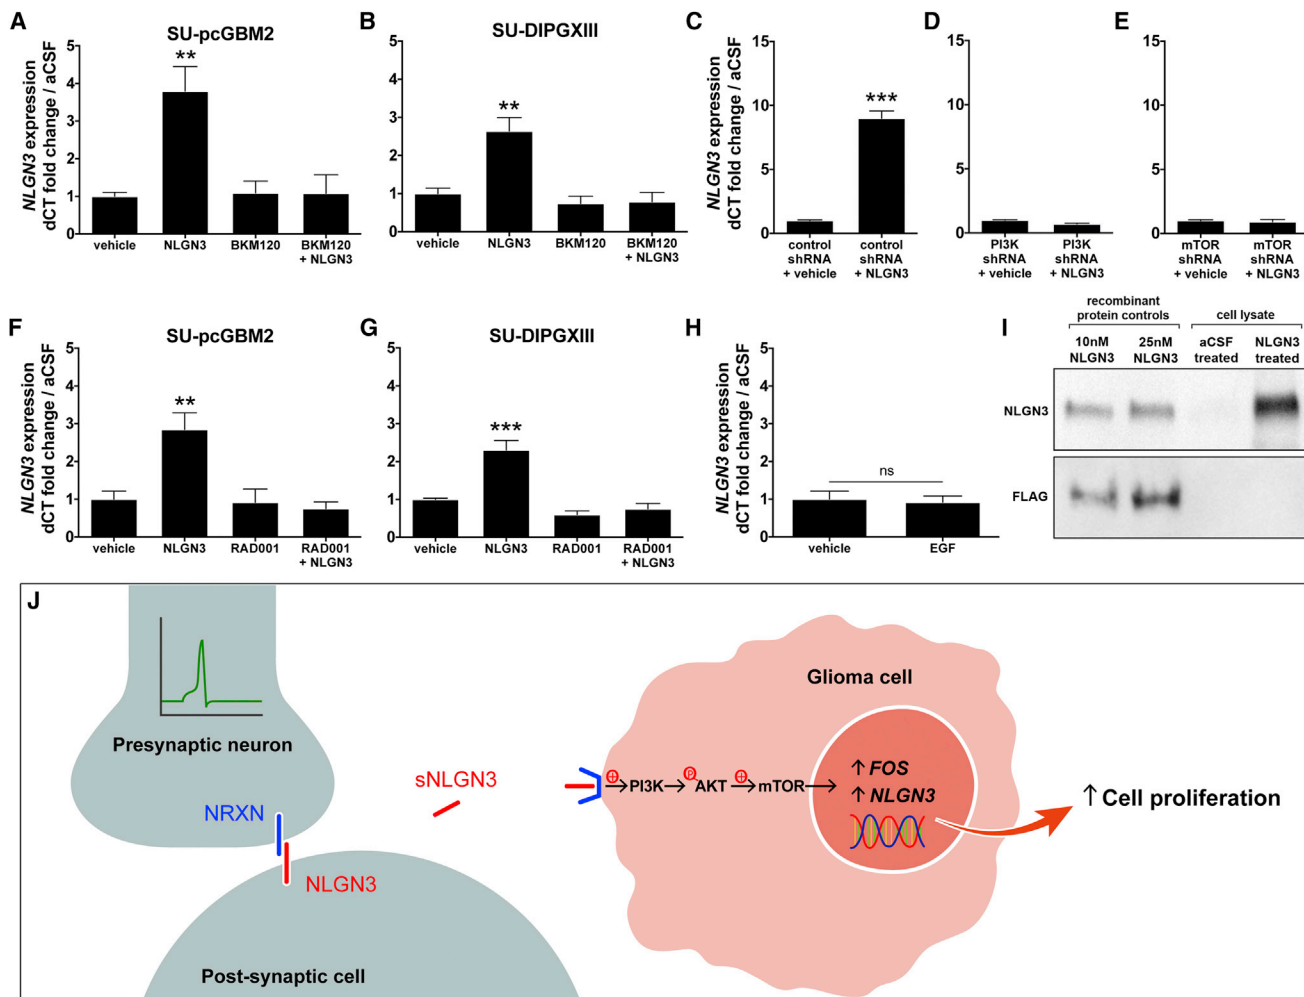 A
SU-pcGBM2
NLGN3 expression
dCT fold change / aCSF
5
4
3
2
1
0
**
vehicle
NLGN3
BKM120
BKM120
+ NLGN3
B
SU-DIPGXIII
5
4
3
2
1
0
**
vehicle
NLGN3
BKM120
BKM120
+ NLGN3
C
NLGN3 expression
dCT fold change / aCSF
15
10
5
0
***
control
shRNA
+ vehicle
control
shRNA
+ NLGN3
D
15
10
5
0
PI3K
shRNA
+ vehicle
PI3K
shRNA
+ NLGN3
E
15
10
5
0
mTOR
shRNA
+ vehicle
mTOR
shRNA
+ NLGN3
F
SU-pcGBM2
NLGN3 expression
dCT fold change / aCSF
5
4
3
2
1
0
**
vehicle
NLGN3
RAD001
RAD001
+ NLGN3
G
SU-DIPGXIII
5
4
3
2
1
0
***
vehicle
NLGN3
RAD001
RAD001
+ NLGN3
H
NLGN3 expression
dCT fold change / aCSF
5
4
3
2
1
0
ns
vehicle
EGF
I
recombinant
protein controls
cell lysate
10nM
NLGN3
25nM
NLGN3
aCSF
treated
NLGN3
treated
NLGN3
FLAG
J
Presynaptic neuron
NRXN
NLGN3
Post-synaptic cell
sNLGN3
Glioma cell
+ PI3K P AKT + mTOR
↑ FOS
↑ NLGN3
↑ Cell proliferation